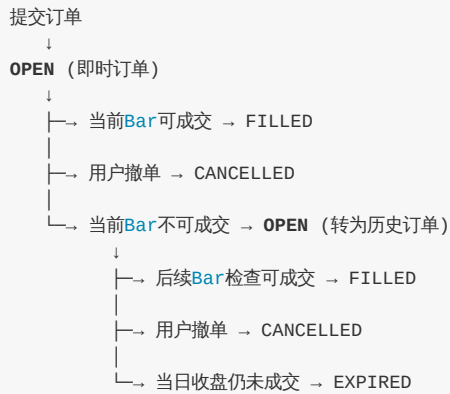 提交订单
↓
OPEN (即时订单)
↓
├─→ 当前Bar可成交 → FILLED
│
├─→ 用户撤单 → CANCELLED
│
└─→ 当前Bar不可成交 → OPEN (转为历史订单)
↓
├─→ 后续Bar检查可成交 → FILLED
│
├─→ 用户撤单 → CANCELLED
│
└─→ 当日收盘仍未成交 → EXPIRED